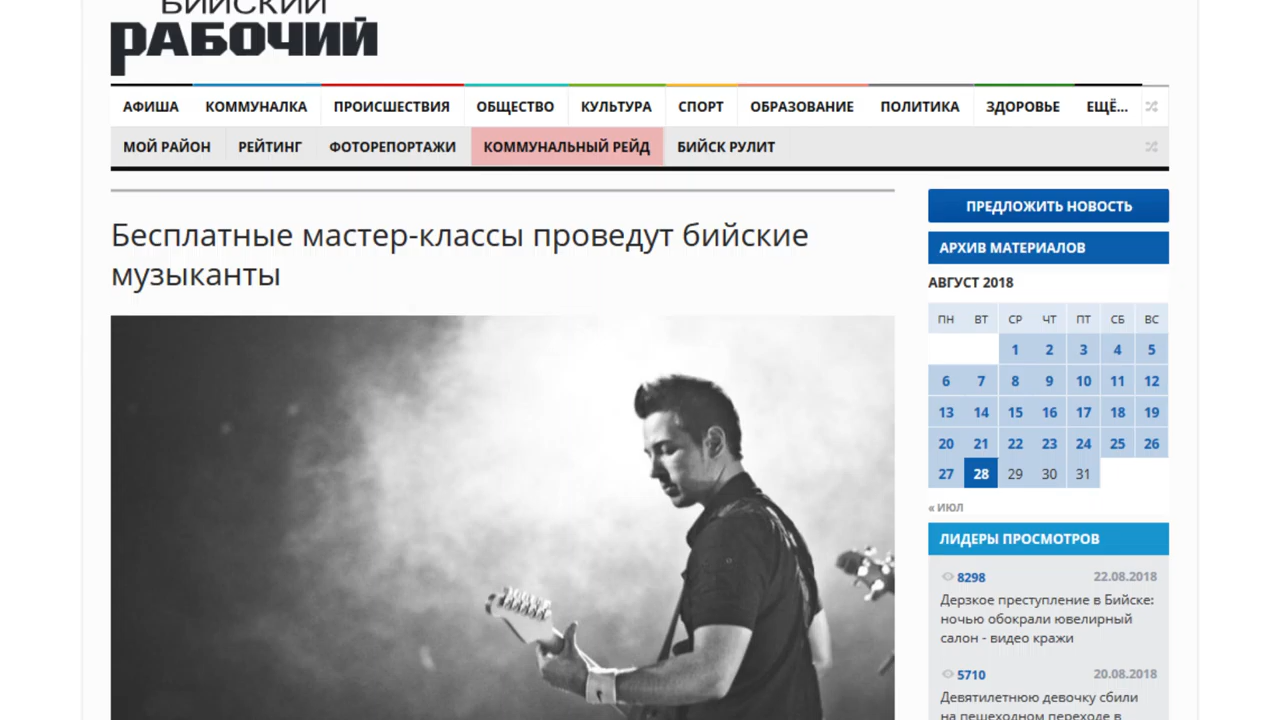 БИЙСКИЙ
РАБОЧИЙ
АФИША КОММУНАЛКА ПРОИСШЕСТВИЯ ОБЩЕСТВО КУЛЬТУРА СПОРТ ОБРАЗОВАНИЕ ПОЛИТИКА ЗДОРОВЬЕ ЕЩЁ...
МОЙ РАЙОН РЕЙТИНГ ФОТОРЕПОРТАЖИ КОММУНАЛЬНЫЙ РЕЙД БИЙСК РУЛИТ
Бесплатные мастер-классы проведут бийские
музыканты
ПРЕДЛОЖИТЬ НОВОСТЬ
АРХИВ МАТЕРИАЛОВ
АВГУСТ 2018
ПН ВТ СР ЧТ ПТ СБ ВС
1 2 3 4 5
6 7 8 9 10 11 12
13 14 15 16 17 18 19
20 21 22 23 24 25 26
27 28 29 30 31
« ИЮЛ
ЛИДЕРЫ ПРОСМОТРОВ
8298 22.08.2018
Дерзкое преступление в Бийске:
ночью обокрали ювелирный
салон - видео кражи
5710 20.08.2018
Девятилетнюю девочку сбили
на пешеходном переходе в